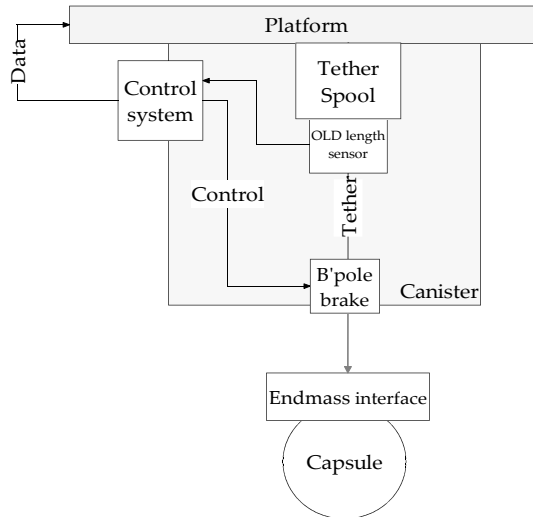 Platform
Data
Tether
Spool
Control
system
OLD length
sensor
Control
Tether
B'pole
brake
Canister
Endmass interface
Capsule